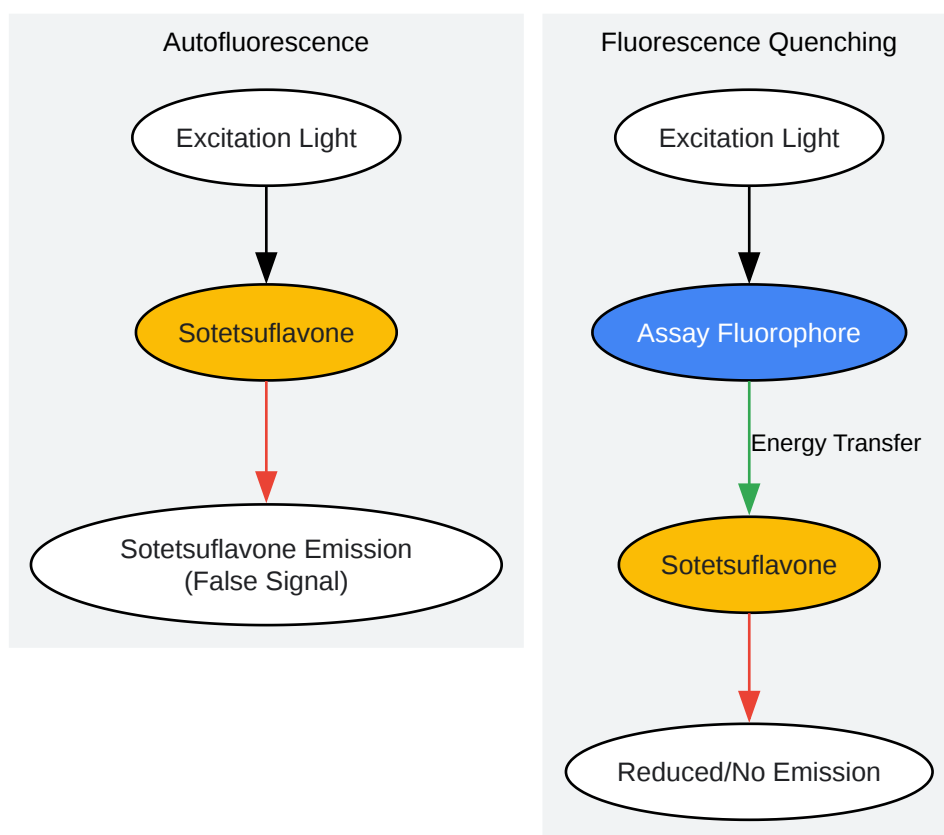 Autofluorescence
Excitation Light
Sotetsuflavone
Sotetsuflavone Emission
(False Signal)
Fluorescence Quenching
Excitation Light
Assay Fluorophore
Energy Transfer
Sotetsuflavone
Reduced/No Emission